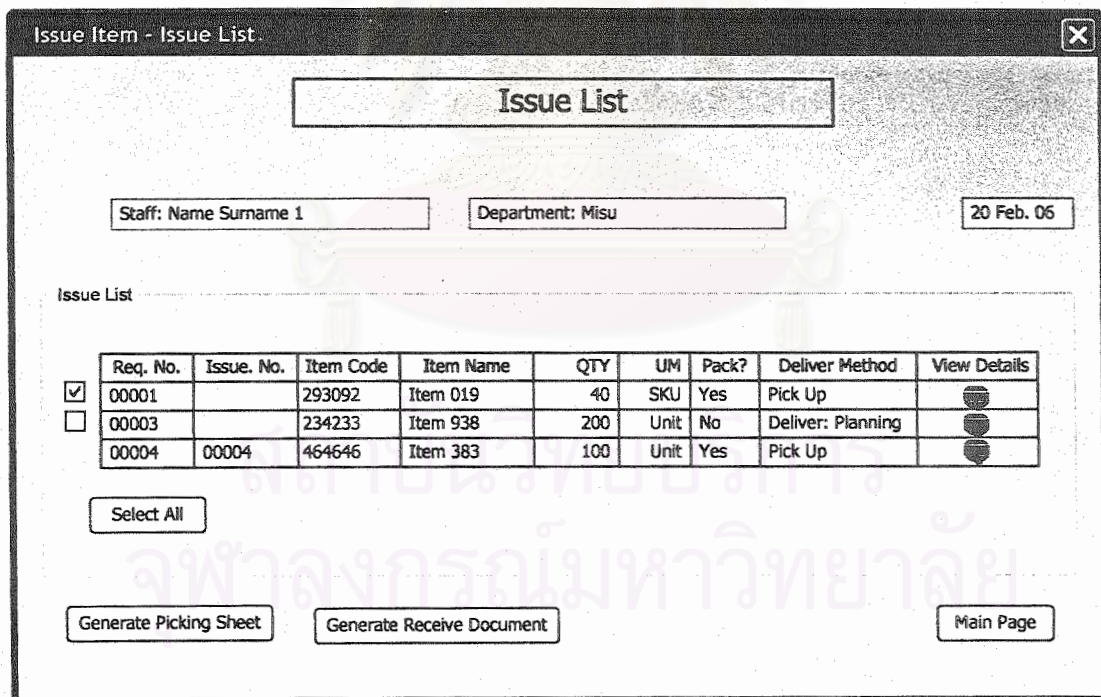 Issue Item - Issue List
Issue List
Staff: Name Surname 1 Department: Misu 20 Feb. 06
Issue List
Req. No. Issue. No. Item Code Item Name QTY UM Pack? Deliver Method View Details
00001 293092 Item 019 40 SKU Yes Pick Up
00003 234233 Item 938 200 Unit No Deliver: Planning
00004 00004 464646 Item 383 100 Unit Yes Pick Up
สถาบันวิทยบริการ
Select All
จุฬาลงกรณ์มหาวิทยาลัย
Generate Picking Sheet Generate Receive Document Main Page